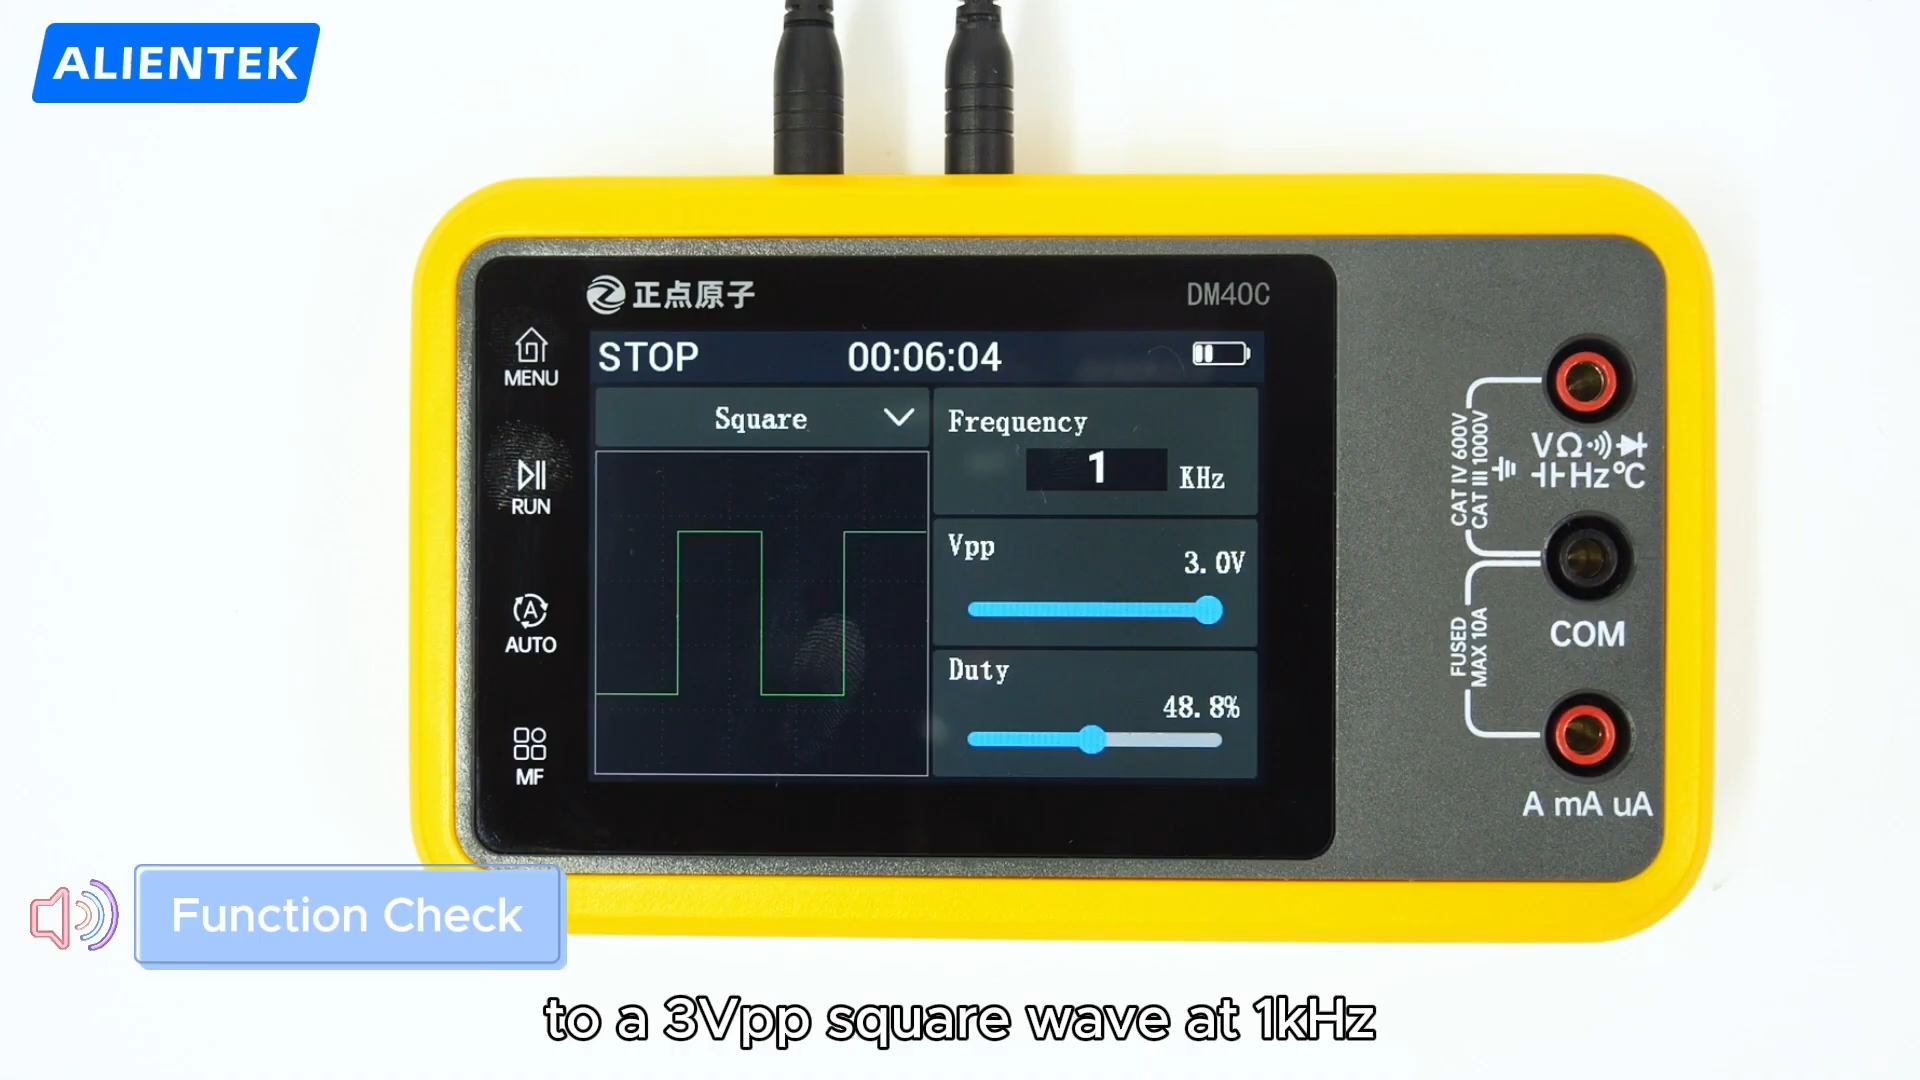 ALIENTEK
正点原子
DM40C
MENU
RUN
AUTO
MF
STOP 00:06:04
Square
Frequency
1 KHz
Vpp
3.0V
Duty
48.8%
CAT IV 600V
CAT III 1000V
VΩ
Hz℃
COM
FUSED
MAX 10A
A mA uA
Function Check
to a 3Vpp square wave at 1kHz